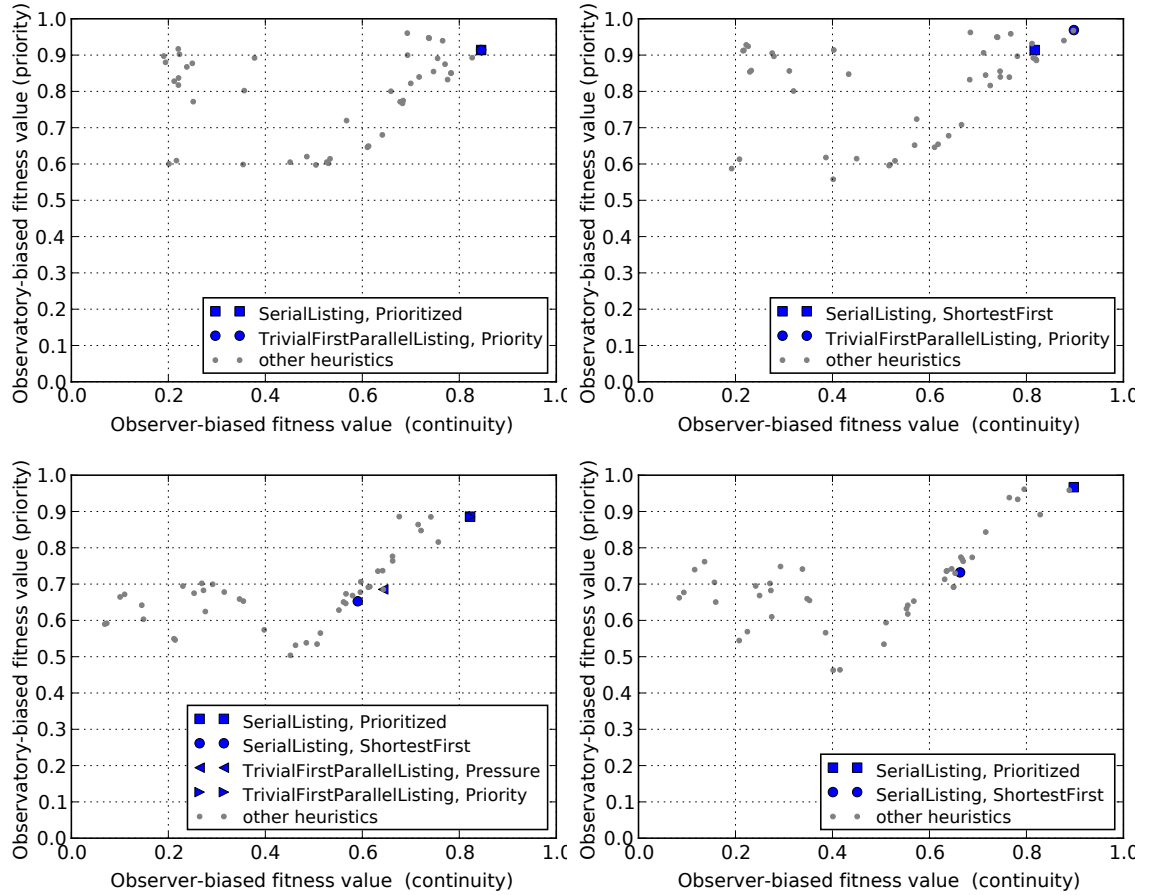 Observatory-biased fitness value (priority)
1.0
0.9
0.8
0.7
0.6
0.5
0.4
0.3
0.2
0.1
0.0
SerialListing, Prioritized
TrivialFirstParallelListing, Priority
other heuristics
0.0 0.2 0.4 0.6 0.8 1.0
Observer-biased fitness value (continuity)
Observatory-biased fitness value (priority)
1.0
0.9
0.8
0.7
0.6
0.5
0.4
0.3
0.2
0.1
0.0
SerialListing, ShortestFirst
TrivialFirstParallelListing, Priority
other heuristics
0.0 0.2 0.4 0.6 0.8 1.0
Observer-biased fitness value (continuity)
Observatory-biased fitness value (priority)
1.0
0.9
0.8
0.7
0.6
0.5
0.4
0.3
0.2
0.1
0.0
SerialListing, Prioritized
SerialListing, ShortestFirst
TrivialFirstParallelListing, Pressure
TrivialFirstParallelListing, Priority
other heuristics
0.0 0.2 0.4 0.6 0.8 1.0
Observer-biased fitness value (continuity)
Observatory-biased fitness value (priority)
1.0
0.9
0.8
0.7
0.6
0.5
0.4
0.3
0.2
0.1
0.0
SerialListing, Prioritized
SerialListing, ShortestFirst
other heuristics
0.0 0.2 0.4 0.6 0.8 1.0
Observer-biased fitness value (continuity)